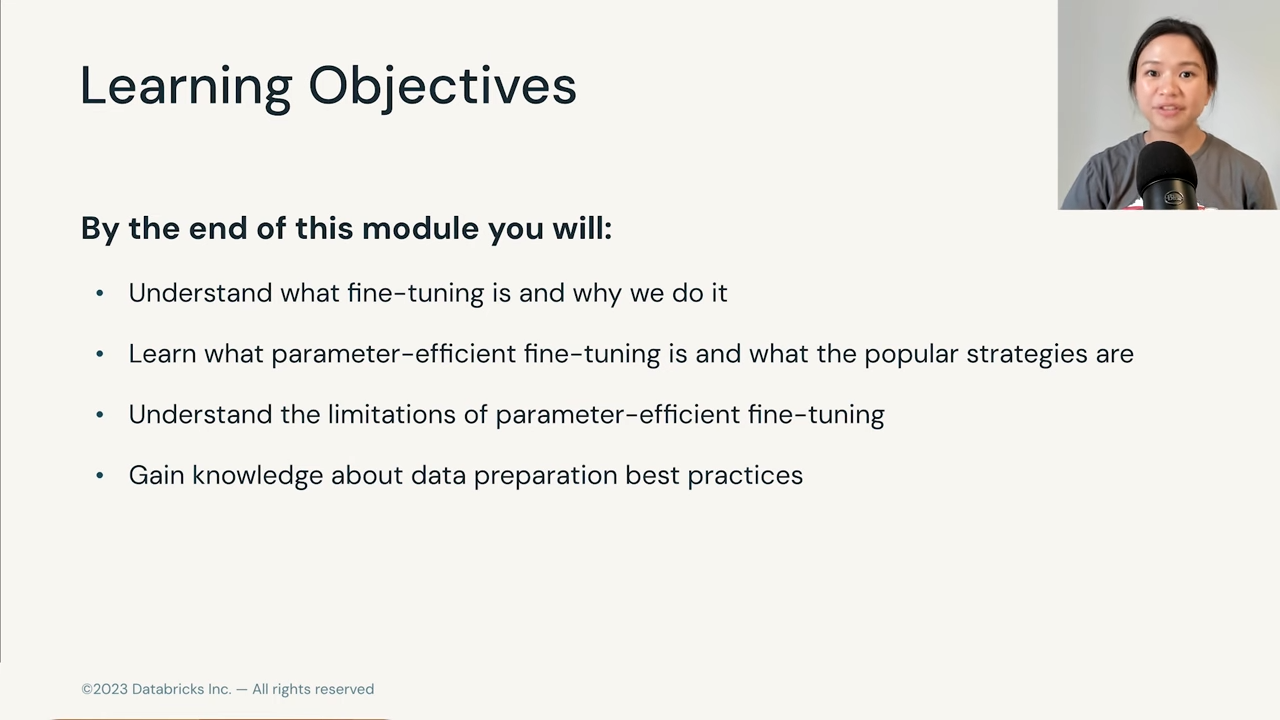 Learning Objectives
By the end of this module you will:
• Understand what fine-tuning is and why we do it
• Learn what parameter-efficient fine-tuning is and what the popular strategies are
• Understand the limitations of parameter-efficient fine-tuning
• Gain knowledge about data preparation best practices
©2023 Databricks Inc. — All rights reserved